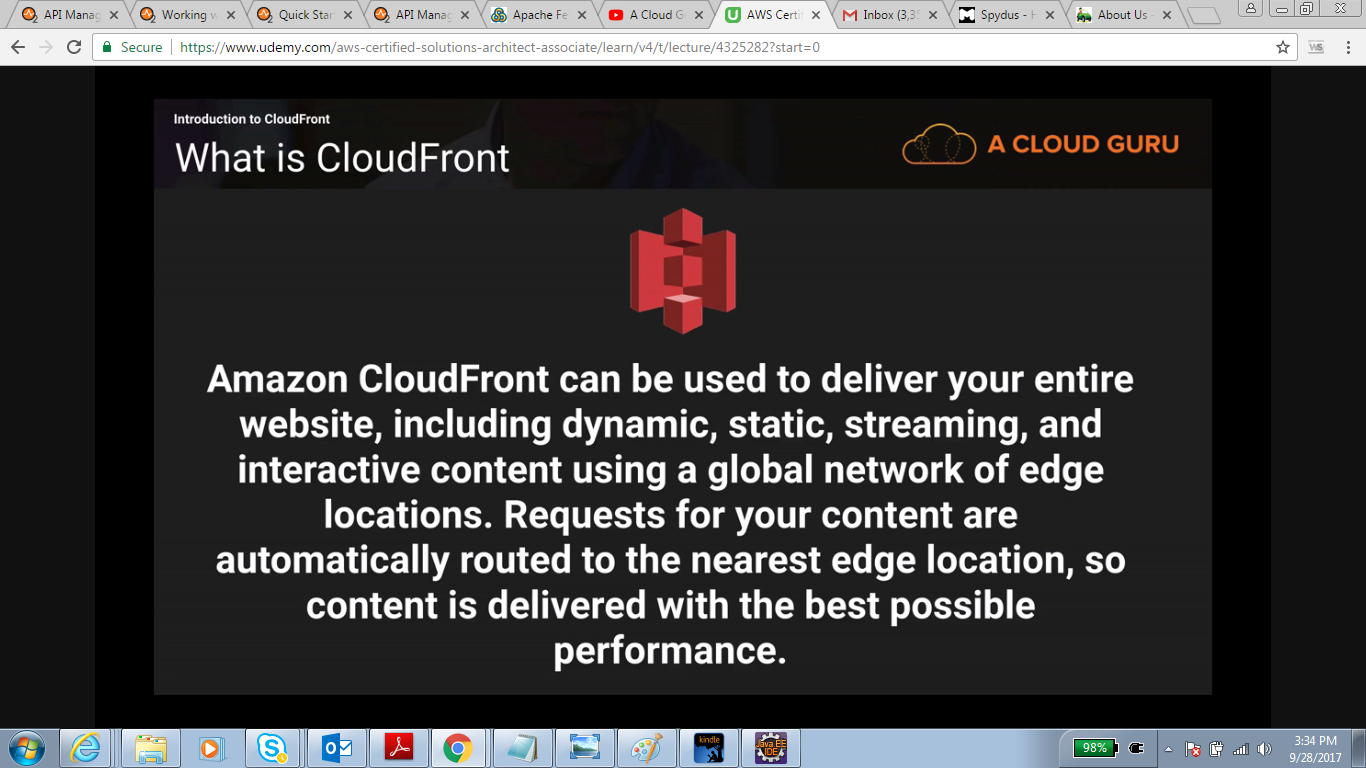 API Manag
Working w
Quick Star
API Manag
Apache Fe
A Cloud G
AWS Certi
Inbox (3,3
Spydus - H
About Us -
Secure
https://www.udemy.com/aws-certified-solutions-architect-associate/learn/v4/t/lecture/4325282?start=0
Introduction to CloudFront
What is CloudFront
A CLOUD GURU
Amazon CloudFront can be used to deliver your entire
website, including dynamic, static, streaming, and
interactive content using a global network of edge
locations. Requests for your content are
automatically routed to the nearest edge location, so
content is delivered with the best possible
performance.
kindle
Java EE
IDE
98%
3:34 PM
9/28/2017